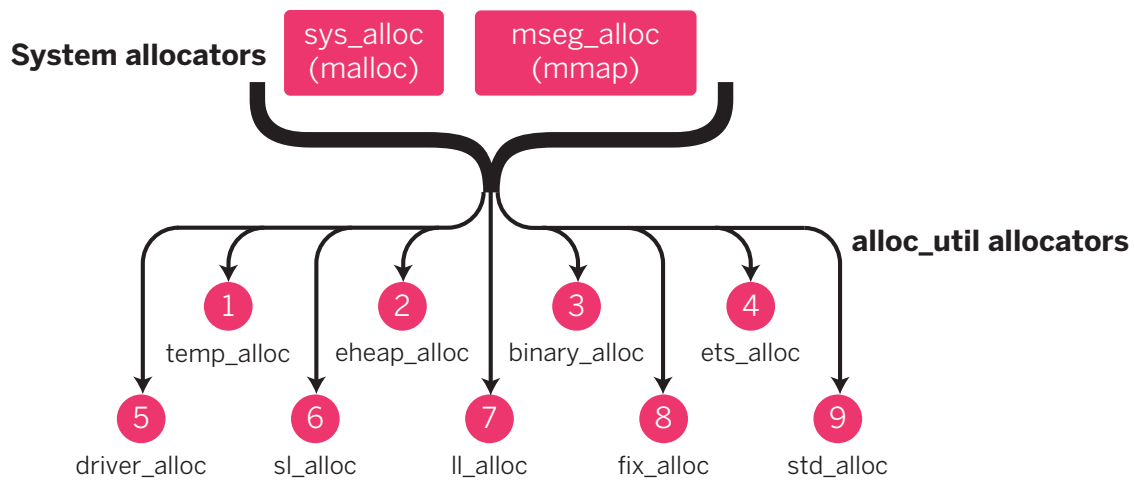 System allocators
sys_alloc
(malloc)
mseg_alloc
(mmap)
alloc_util allocators
1
temp_alloc
2
eheap_alloc
3
binary_alloc
4
ets_alloc
5
driver_alloc
6
sl_alloc
7
ll_alloc
8
fix_alloc
9
std_alloc